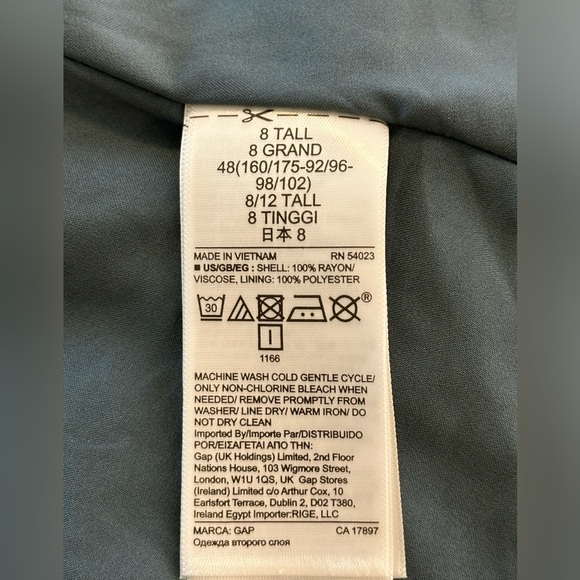 8 TALL
8 GRAND
48(160/175-92/96-
98/102)
8/12 TALL
8 TINGGI
日本 8
MADE IN VIETNAM RN 54023
■ US/GB/EG : SHELL: 100% RAYON/
VISCOSE, LINING: 100% POLYESTER
30 ®
I
1166
MACHINE WASH COLD GENTLE CYCLE/
ONLY NON-CHLORINE BLEACH WHEN
NEEDED/ REMOVE PROMPTLY FROM
WASHER/ LINE DRY/ WARM IRON/ DO
NOT DRY CLEAN
Imported By/Importe Par/DISTRIBUIDO
POR/ΕΙΣΑΓΕΤΑΙ ΑΠΟ ΤΗΝ:
Gap (UK Holdings) Limited, 2nd Floor
Nations House, 103 Wigmore Street,
London, W1U 1QS, UK Gap Stores
(Ireland) Limited c/o Arthur Cox, 10
Earlsfort Terrace, Dublin 2, D02 T380,
Ireland Egypt Importer:RIGE, LLC
MARCA: GAP CA 17897
Одежда второго слоя